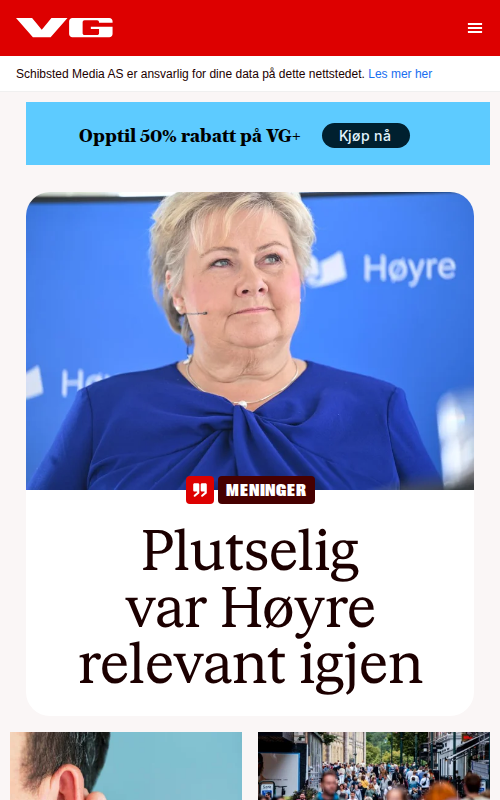 VG
Schibsted Media AS er ansvarlig for dine data på dette nettstedet. Les mer her
Opptil 50% rabatt på VG+ Kjøp nå
Høyre
Hø
MENINGER
Plutselig
var Høyre
relevant igjen